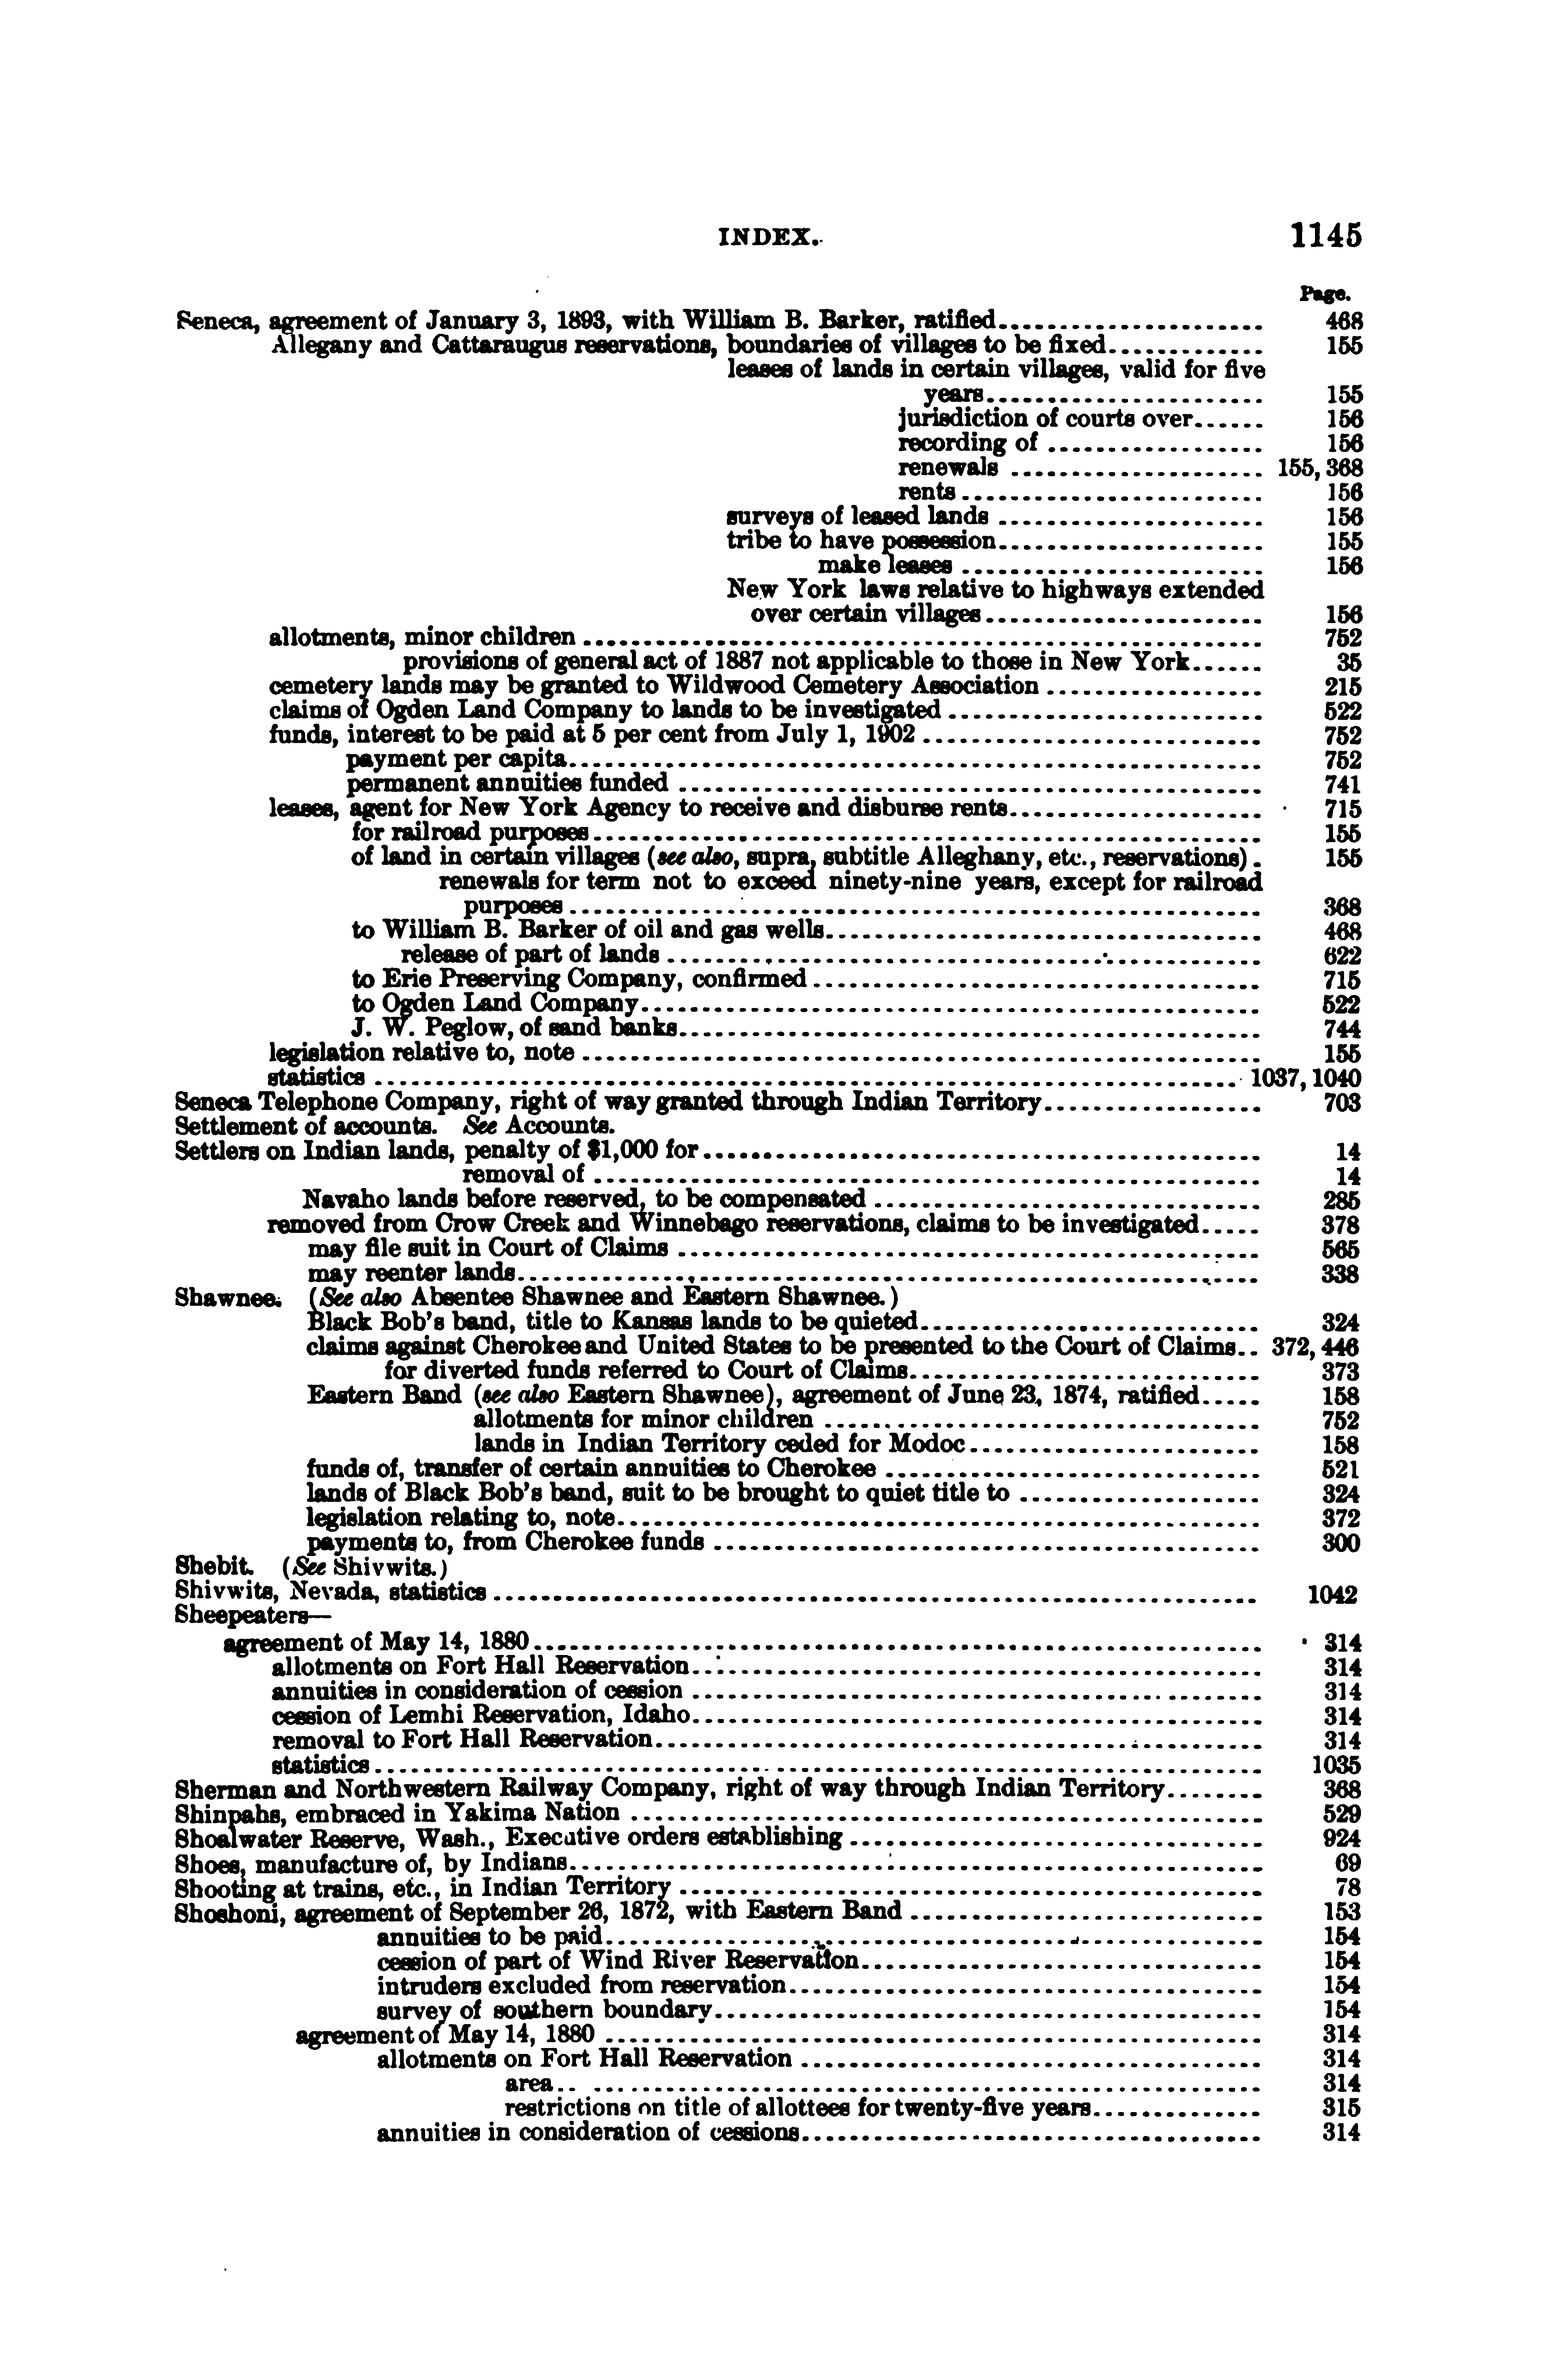 INDEX. 1145
Page.
Seneca, agreement of January 3, 1893, with William B. Barker, ratified...................... 468
Allegany and Cattaraugus reservations, boundaries of villages to be fixed............. 155
leases of lands in certain villages, valid for five
years....................... 155
jurisdiction of courts over...... 156
recording of .................. 156
renewals ..................... 155, 368
rents......................... 156
surveys of leased lands ...................... 156
tribe to have possession...................... 155
make leases ......................... 156
New York laws relative to highways extended
over certain villages....................... 156
allotments, minor children ........................................................ 752
provisions of general act of 1887 not applicable to those in New York...... 35
cemetery lands may be granted to Wildwood Cemetery Association .................. 215
claims of Ogden Land Company to lands to be investigated .......................... 522
funds, interest to be paid at 5 per cent from July 1, 1902 ............................ 752
payment per capita......................................................... 752
permanent annuities funded ................................................ 741
leases, agent for New York Agency to receive and disburse rents..................... 715
for railroad purposes....................................................... 155
of land in certain villages (see also, supra, subtitle Alleghany, etc., reservations). 155
renewals for term not to exceed ninety-nine years, except for railroad
purposes......................................................... 368
to William B. Barker of oil and gas wells.................................... 468
release of part of lands ................................................. 622
to Erie Preserving Company, confirmed..................................... 715
to Ogden Land Company................................................... 522
J. W. Peglow, of sand banks................................................ 744
legislation relative to, note ........................................................ 155
statistics ....................................................................... 1037, 1040
Seneca Telephone Company, right of way granted through Indian Territory.................. 703
Settlement of accounts. See Accounts.
Settlers on Indian lands, penalty of $1,000 for.............................................. 14
removal of ....................................................... 14
Navaho lands before reserved, to be compensated ................................ 285
removed from Crow Creek and Winnebago reservations, claims to be investigated..... 378
may file suit in Court of Claims ................................................ 565
may reenter lands............................................................. 338
Shawnee. (See also Absentee Shawnee and Eastern Shawnee.)
Black Bob's band, title to Kansas lands to be quieted............................ 324
claims against Cherokee and United States to be presented to the Court of Claims.. 372, 446
for diverted funds referred to Court of Claims............................. 373
Eastern Band (see also Eastern Shawnee), agreement of June 23, 1874, ratified..... 158
allotments for minor children .................................... 752
lands in Indian Territory ceded for Modoc........................ 158
funds of, transfer of certain annuities to Cherokee ............................... 521
lands of Black Bob's band, suit to be brought to quiet title to .................... 324
legislation relating to, note..................................................... 372
payments to, from Cherokee funds ............................................. 300
Shebit. (See Shivwits.)
Shivwits, Nevada, statistics ............................................................... 1042
Sheepeaters—
agreement of May 14, 1880............................................................ 314
allotments on Fort Hall Reservation.............................................. 314
annuities in consideration of cession .............................................. 314
cession of Lemhi Reservation, Idaho.............................................. 314
removal to Fort Hall Reservation.................................................. 314
statistics......................................................................... 1035
Sherman and Northwestern Railway Company, right of way through Indian Territory........ 368
Shinpahs, embraced in Yakima Nation .................................................... 529
Shoalwater Reserve, Wash., Executive orders establishing .................................. 924
Shoes, manufacture of, by Indians......................................................... 69
Shooting at trains, etc., in Indian Territory ................................................ 78
Shoshoni, agreement of September 26, 1872, with Eastern Band ............................. 153
annuities to be paid...................................................... 154
cession of part of Wind River Reservation................................. 154
intruders excluded from reservation....................................... 154
survey of southern boundary.............................................. 154
agreement of May 14, 1880 ....................................................... 314
allotments on Fort Hall Reservation ...................................... 314
area.. ....................................................... 314
restrictions on title of allottees for twenty-five years.............. 315
annuities in consideration of cessions...................................... 314